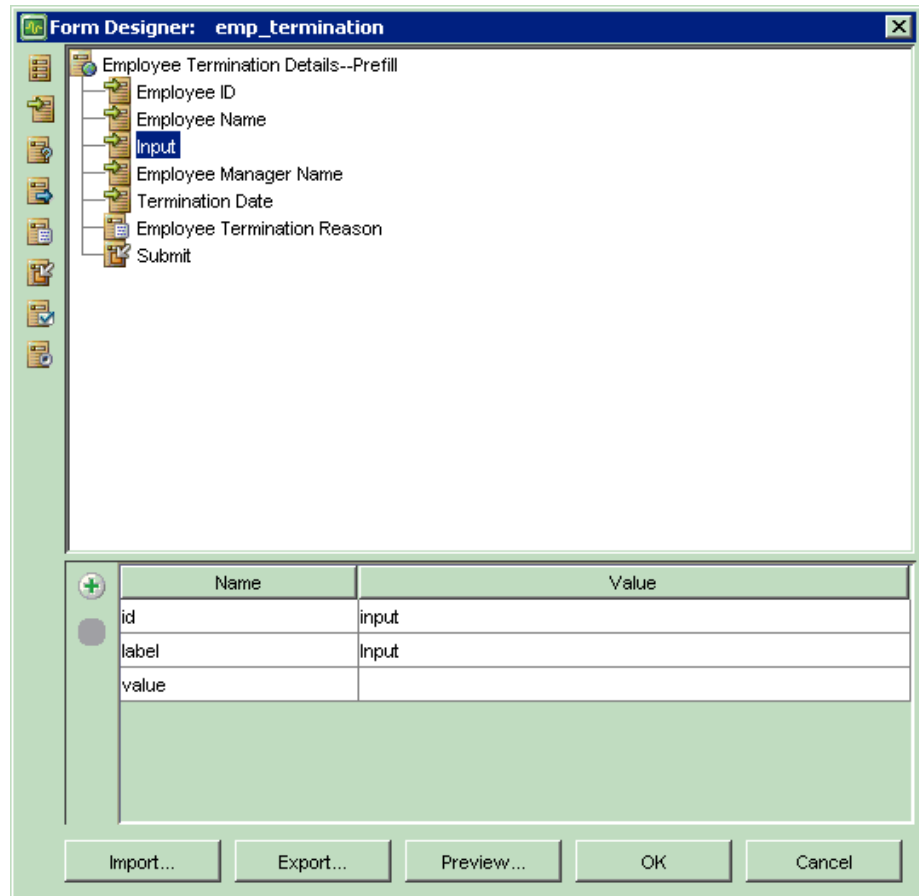 Form Designer: emp_termination
Employee Termination Details--Prefill
Employee ID
Employee Name
Input
Employee Manager Name
Termination Date
Employee Termination Reason
Submit
Name Value
id input
label Input
value
Import... Export... Preview... OK Cancel